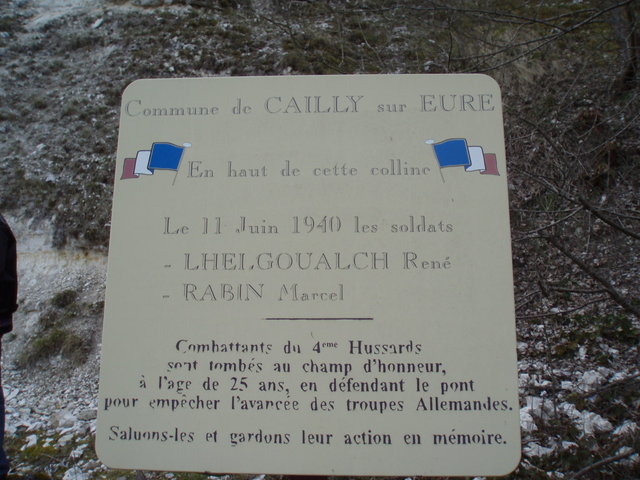 Commune de CAILLY sur EURE
En haut de cette colline
Le 11 Juin 1940 les soldats
- LHELGOUALCH René
- RABIN Marcel
Combattants du 4eme Hussards
sont tombés au champ d'honneur,
à l'age de 25 ans, en défendant le pont
pour empêcher l'avancée des troupes Allemandes.
Saluons-les et gardons leur action en mémoire.